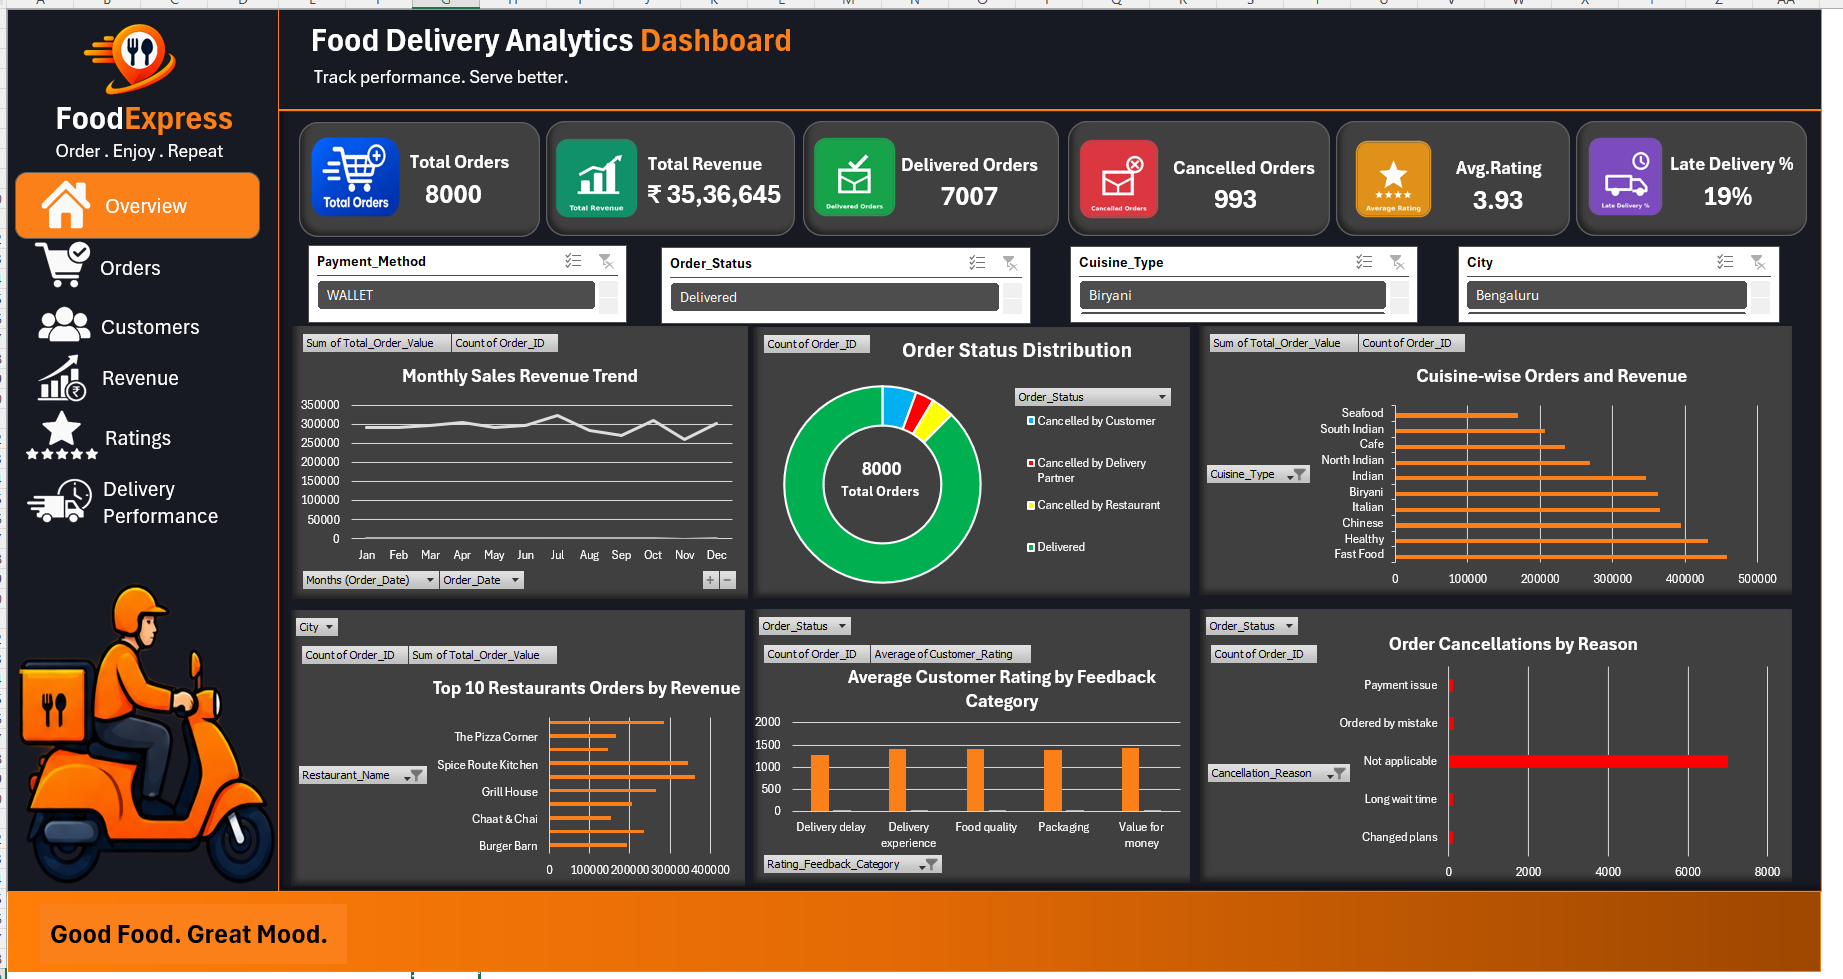 Food Delivery Analytics Dashboard
Track performance. Serve better.
FoodExpress
Order . Enjoy . Repeat
Overview
Orders
Customers
Revenue
Ratings
Delivery
Performance
Total Orders
Total Orders
8000
Total Revenue
Total Revenue
₹ 35,36,645
Delivered Orders
Delivered Orders
7007
Cancelled Orders
Cancelled Orders
993
Average Rating
Avg.Rating
3.93
Late Delivery %
Late Delivery %
19%
Payment_Method
WALLET
Order_Status
Delivered
Cuisine_Type
Biryani
City
Bengaluru
Sum of Total_Order_Value Count of Order_ID
Monthly Sales Revenue Trend
350000
300000
250000
200000
150000
100000
50000
0
Jan Feb Mar Apr May Jun Jul Aug Sep Oct Nov Dec
Months (Order_Date) Order_Date + −
Count of Order_ID
Order Status Distribution
8000
Total Orders
Order_Status
Cancelled by Customer
Cancelled by Delivery
Partner
Cancelled by Restaurant
Delivered
Sum of Total_Order_Value Count of Order_ID
Cuisine-wise Orders and Revenue
Cuisine_Type
Seafood
South Indian
Cafe
North Indian
Indian
Biryani
Italian
Chinese
Healthy
Fast Food
0 100000 200000 300000 400000 500000
City
Count of Order_ID Sum of Total_Order_Value
Top 10 Restaurants Orders by Revenue
Restaurant_Name
The Pizza Corner
Spice Route Kitchen
Grill House
Chaat & Chai
Burger Barn
0 100000 200000 300000 400000
Order_Status
Count of Order_ID Average of Customer_Rating
Average Customer Rating by Feedback
Category
2000
1500
1000
500
0
Delivery delay Delivery experience Food quality Packaging Value for money
Rating_Feedback_Category
Order_Status
Count of Order_ID
Order Cancellations by Reason
Cancellation_Reason
Payment issue
Ordered by mistake
Not applicable
Long wait time
Changed plans
0 2000 4000 6000 8000
Good Food. Great Mood.